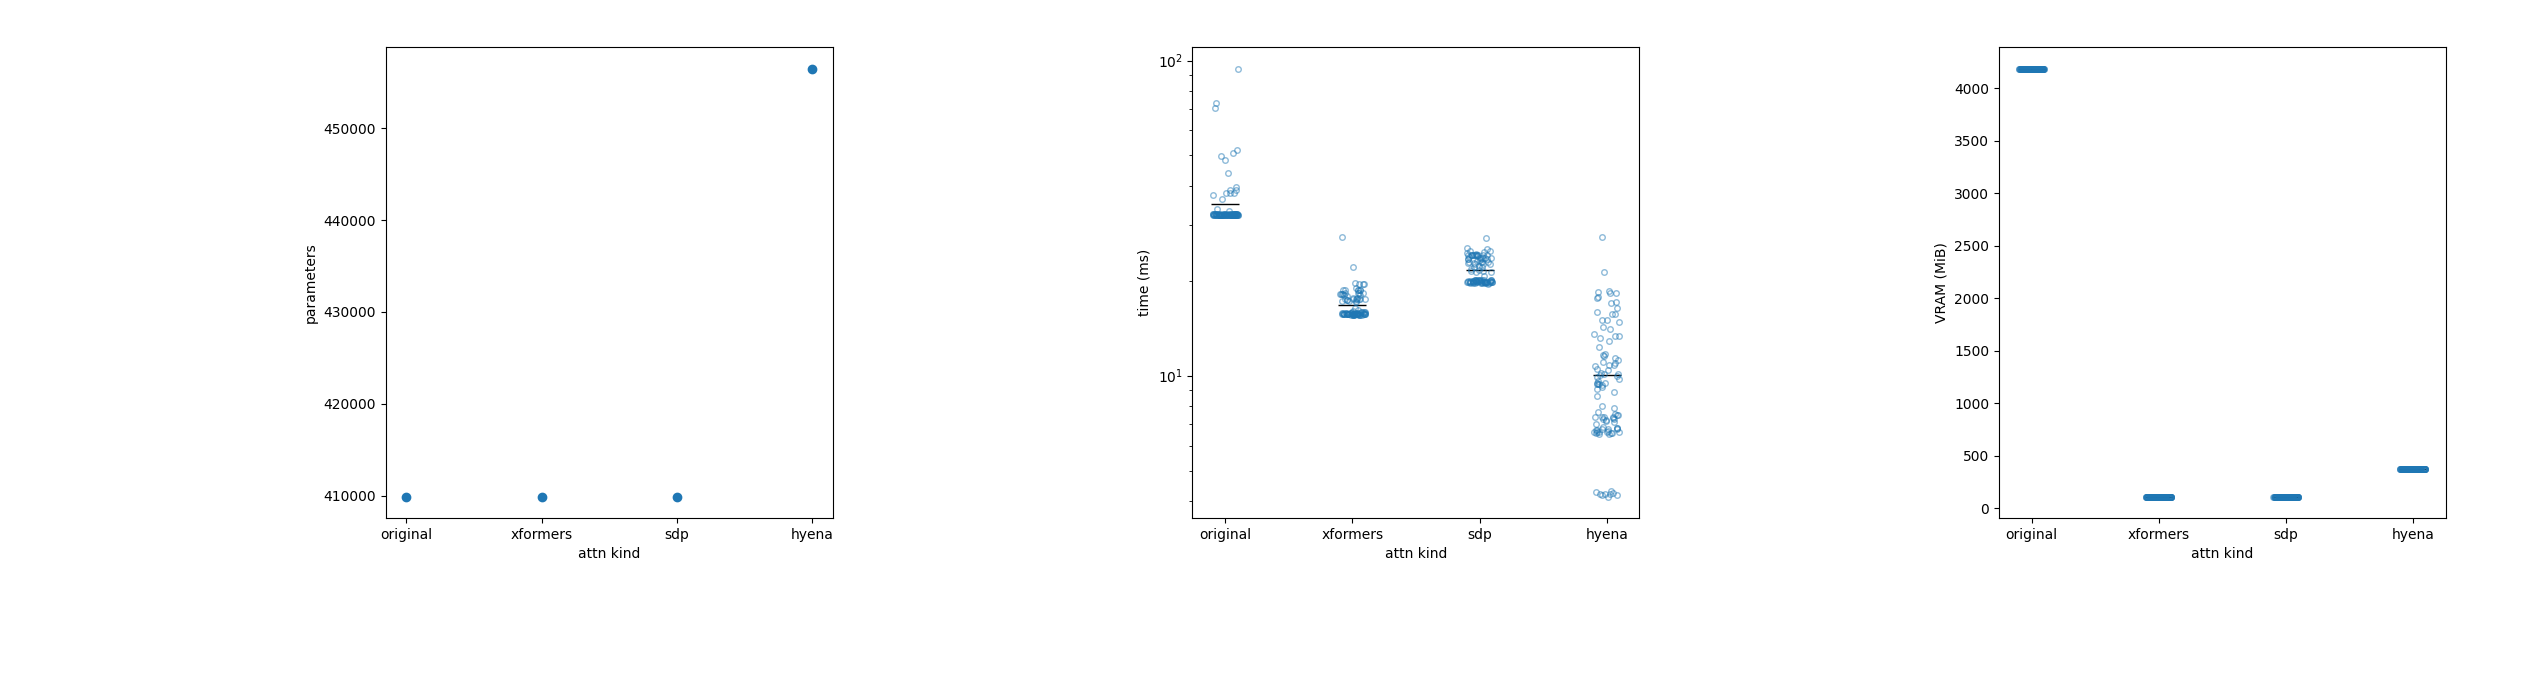 parameters
450000
440000
430000
420000
410000
original xformers sdp hyena
attn kind
time (ms)
10²
10¹
original xformers sdp hyena
attn kind
VRAM (MiB)
4000
3500
3000
2500
2000
1500
1000
500
0
original xformers sdp hyena
attn kind